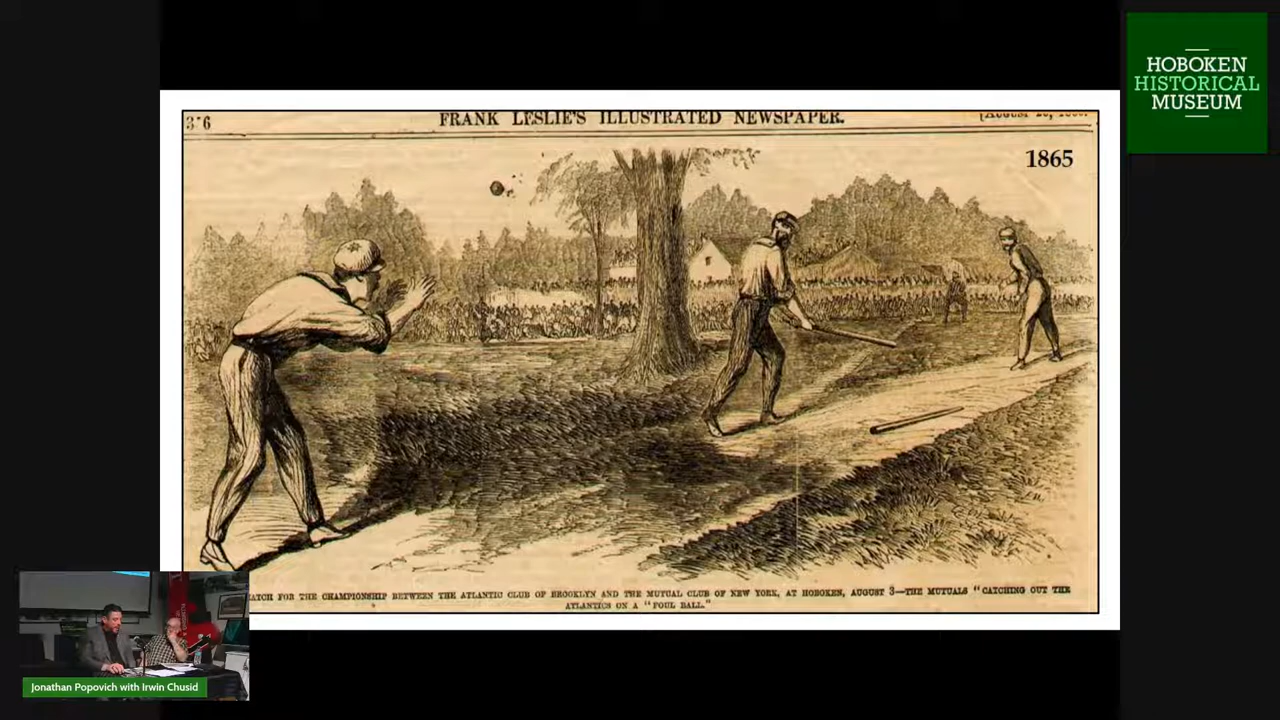 HOBOKEN
HISTORICAL
MUSEUM
FRANK LESLIE'S ILLUSTRATED NEWSPAPER.
1865
ATCH FOR THE CHAMPIONSHIP BETWEEN THE ATLANTIC CLUB OF BROOKLYN AND THE MUTUAL CLUB OF NEW YORK, AT HOBOKEN, AUGUST 3—THE MUTUALS "CATCHING OUT THE
ATLANTICS ON A "FOUL BALL."
Jonathan Popovich with Irwin Chusid